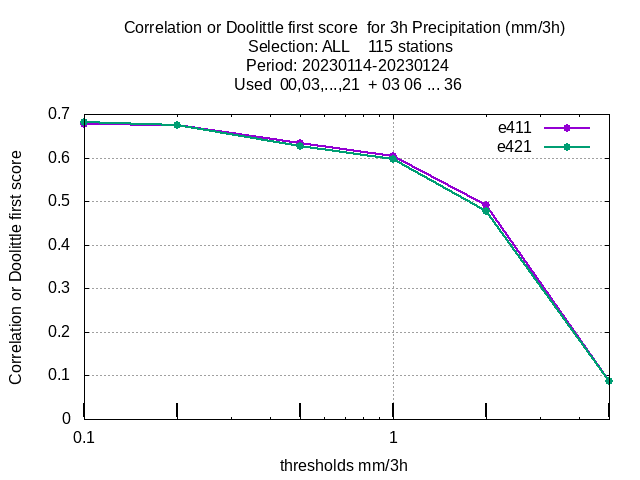 Correlation or Doolittle first score  for 3h Precipitation (mm/3h)
Selection: ALL    115 stations
Period: 20230114-20230124
Used  00,03,...,21  + 03 06 ... 36
e411
e421
Correlation or Doolittle first score
0.7
0.6
0.5
0.4
0.3
0.2
0.1
0
0.1
1
thresholds mm/3h